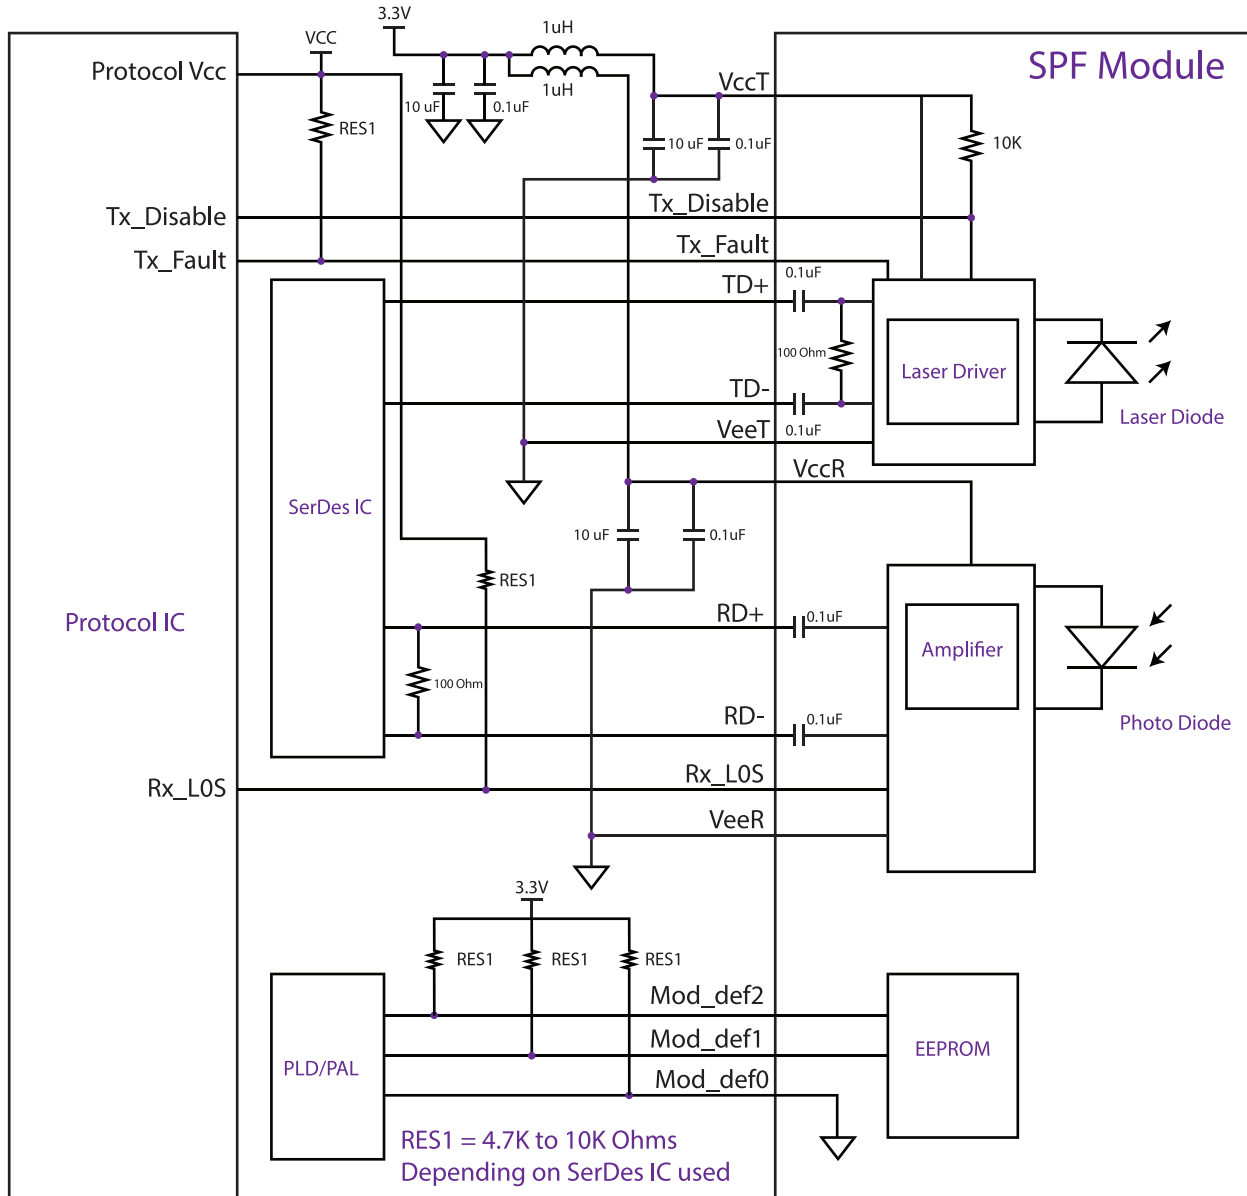 3.3V
1uH
VCC
SPF Module
Protocol Vcc
VccT
1uH
10 uF
0.1uF
RES1
10 uF
0.1uF
10K
Tx_Disable
Tx_Disable
Tx_Fault
Tx_Fault
0.1uF
TD+
100 Ohm
Laser Driver
TD-
Laser Diode
VeeT
0.1uF
VccR
SerDes IC
10 uF
0.1uF
RES1
Protocol IC
RD+
0.1uF
Amplifier
100 Ohm
RD-
0.1uF
Photo Diode
Rx_L0S
Rx_L0S
VeeR
3.3V
RES1
RES1
RES1
Mod_def2
Mod_def1
EEPROM
PLD/PAL
Mod_def0
RES1 = 4.7K to 10K Ohms
Depending on SerDes IC used